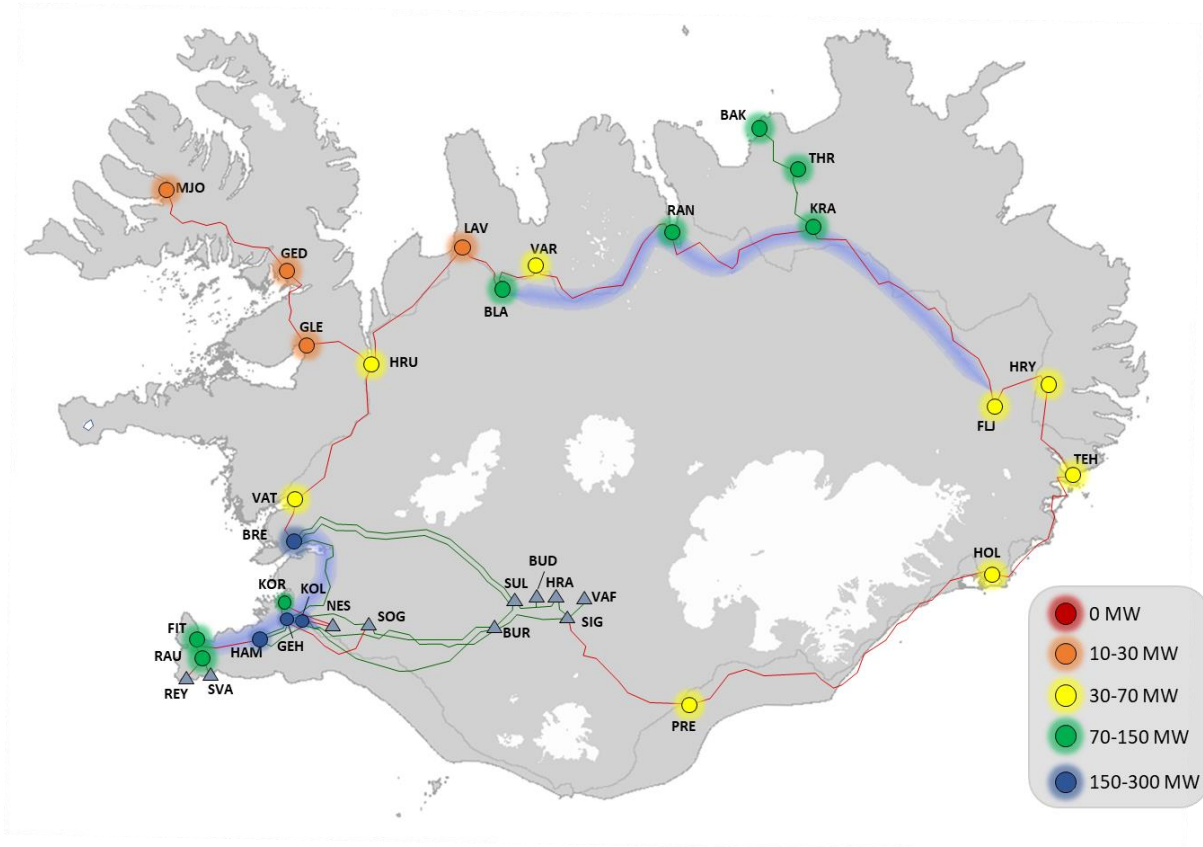 BAK
THR
MJO
RAN
KRA
LAV
GED
VAR
BLA
GLE
HRU
HRY
FLJ
TEH
VAT
BRE
HOL
BUD
KOR
KOL
SUL
HRA
VAF
NES
SOG
FIT
SIG
BUR
GEH
HAM
RAU
REY
SVA
PRE
0 MW
10-30 MW
30-70 MW
70-150 MW
150-300 MW